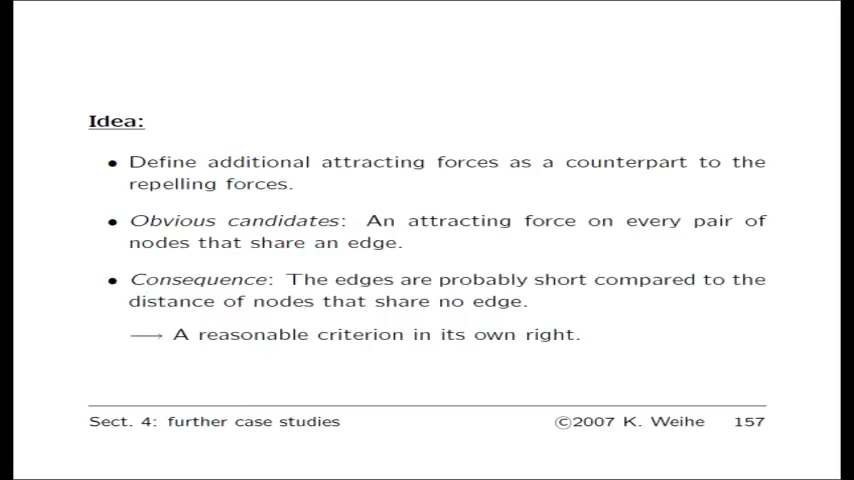 Idea:
• Define additional attracting forces as a counterpart to the
repelling forces.
• Obvious candidates: An attracting force on every pair of
nodes that share an edge.
• Consequence: The edges are probably short compared to the
distance of nodes that share no edge.
⟶ A reasonable criterion in its own right.
Sect. 4: further case studies ©2007 K. Weihe 157